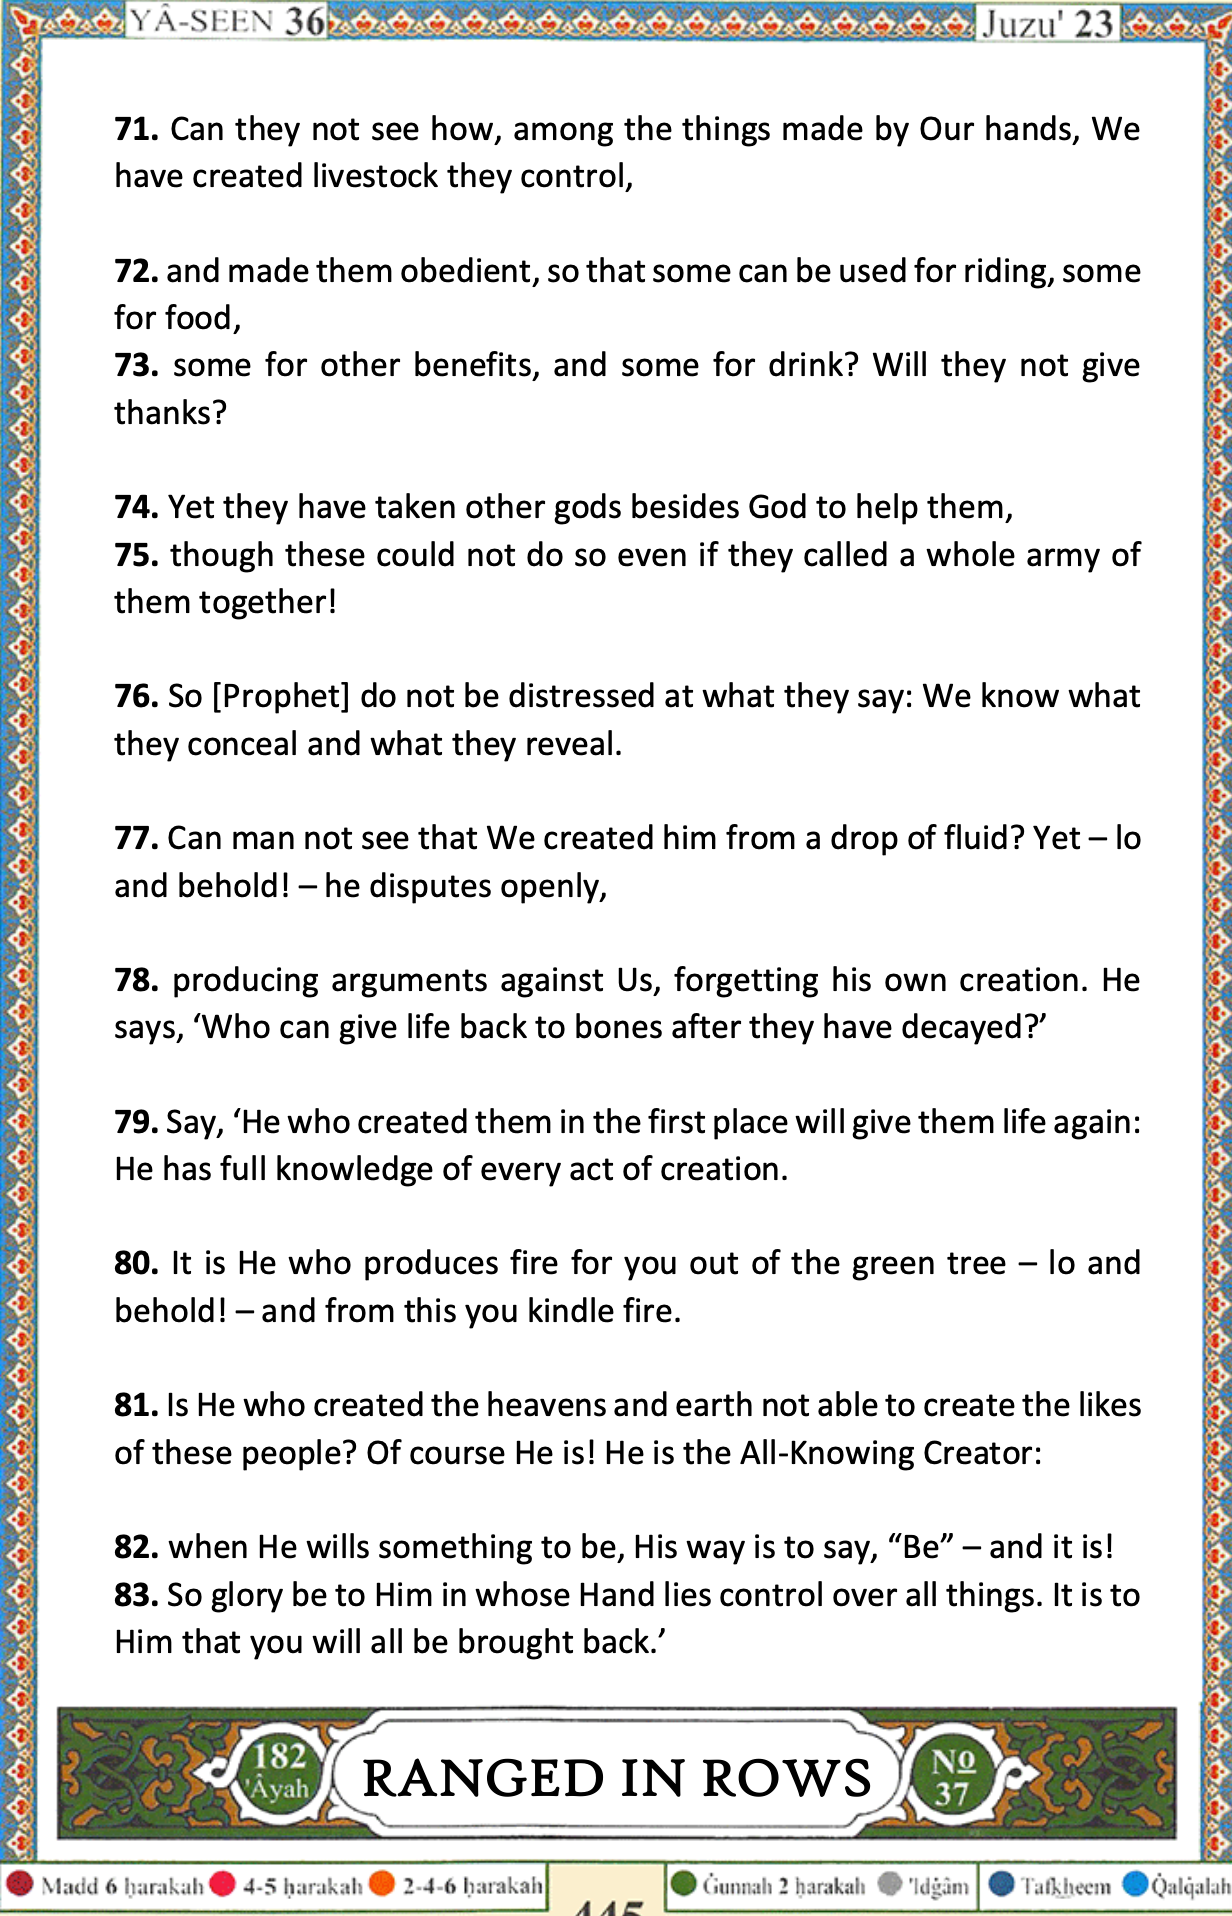 YÂ-SEEN 36
Juzu' 23
71. Can they not see how, among the things made by Our hands, We
have created livestock they control,
72. and made them obedient, so that some can be used for riding, some
for food,
73. some for other benefits, and some for drink? Will they not give
thanks?
74. Yet they have taken other gods besides God to help them,
75. though these could not do so even if they called a whole army of
them together!
76. So [Prophet] do not be distressed at what they say: We know what
they conceal and what they reveal.
77. Can man not see that We created him from a drop of fluid? Yet – lo
and behold! – he disputes openly,
78. producing arguments against Us, forgetting his own creation. He
says, ‘Who can give life back to bones after they have decayed?’
79. Say, ‘He who created them in the first place will give them life again:
He has full knowledge of every act of creation.
80. It is He who produces fire for you out of the green tree – lo and
behold! – and from this you kindle fire.
81. Is He who created the heavens and earth not able to create the likes
of these people? Of course He is! He is the All-Knowing Creator:
82. when He wills something to be, His way is to say, “Be” – and it is!
83. So glory be to Him in whose Hand lies control over all things. It is to
Him that you will all be brought back.’
182
'Âyah
RANGED IN ROWS
No
37
Madd 6 ḥarakah 4-5 ḥarakah 2-4-6 ḥarakah
445
Ġunnah 2 ḥarakah 'Idġâm Tafkheem Qalqalah